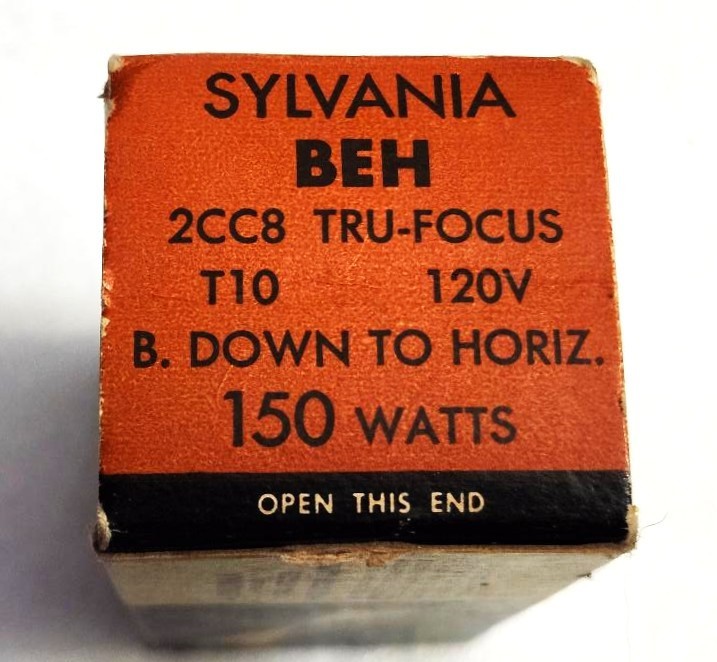 SYLVANIA
BEH
2CC8 TRU-FOCUS
T10 120V
B. DOWN TO HORIZ.
150 WATTS
OPEN THIS END